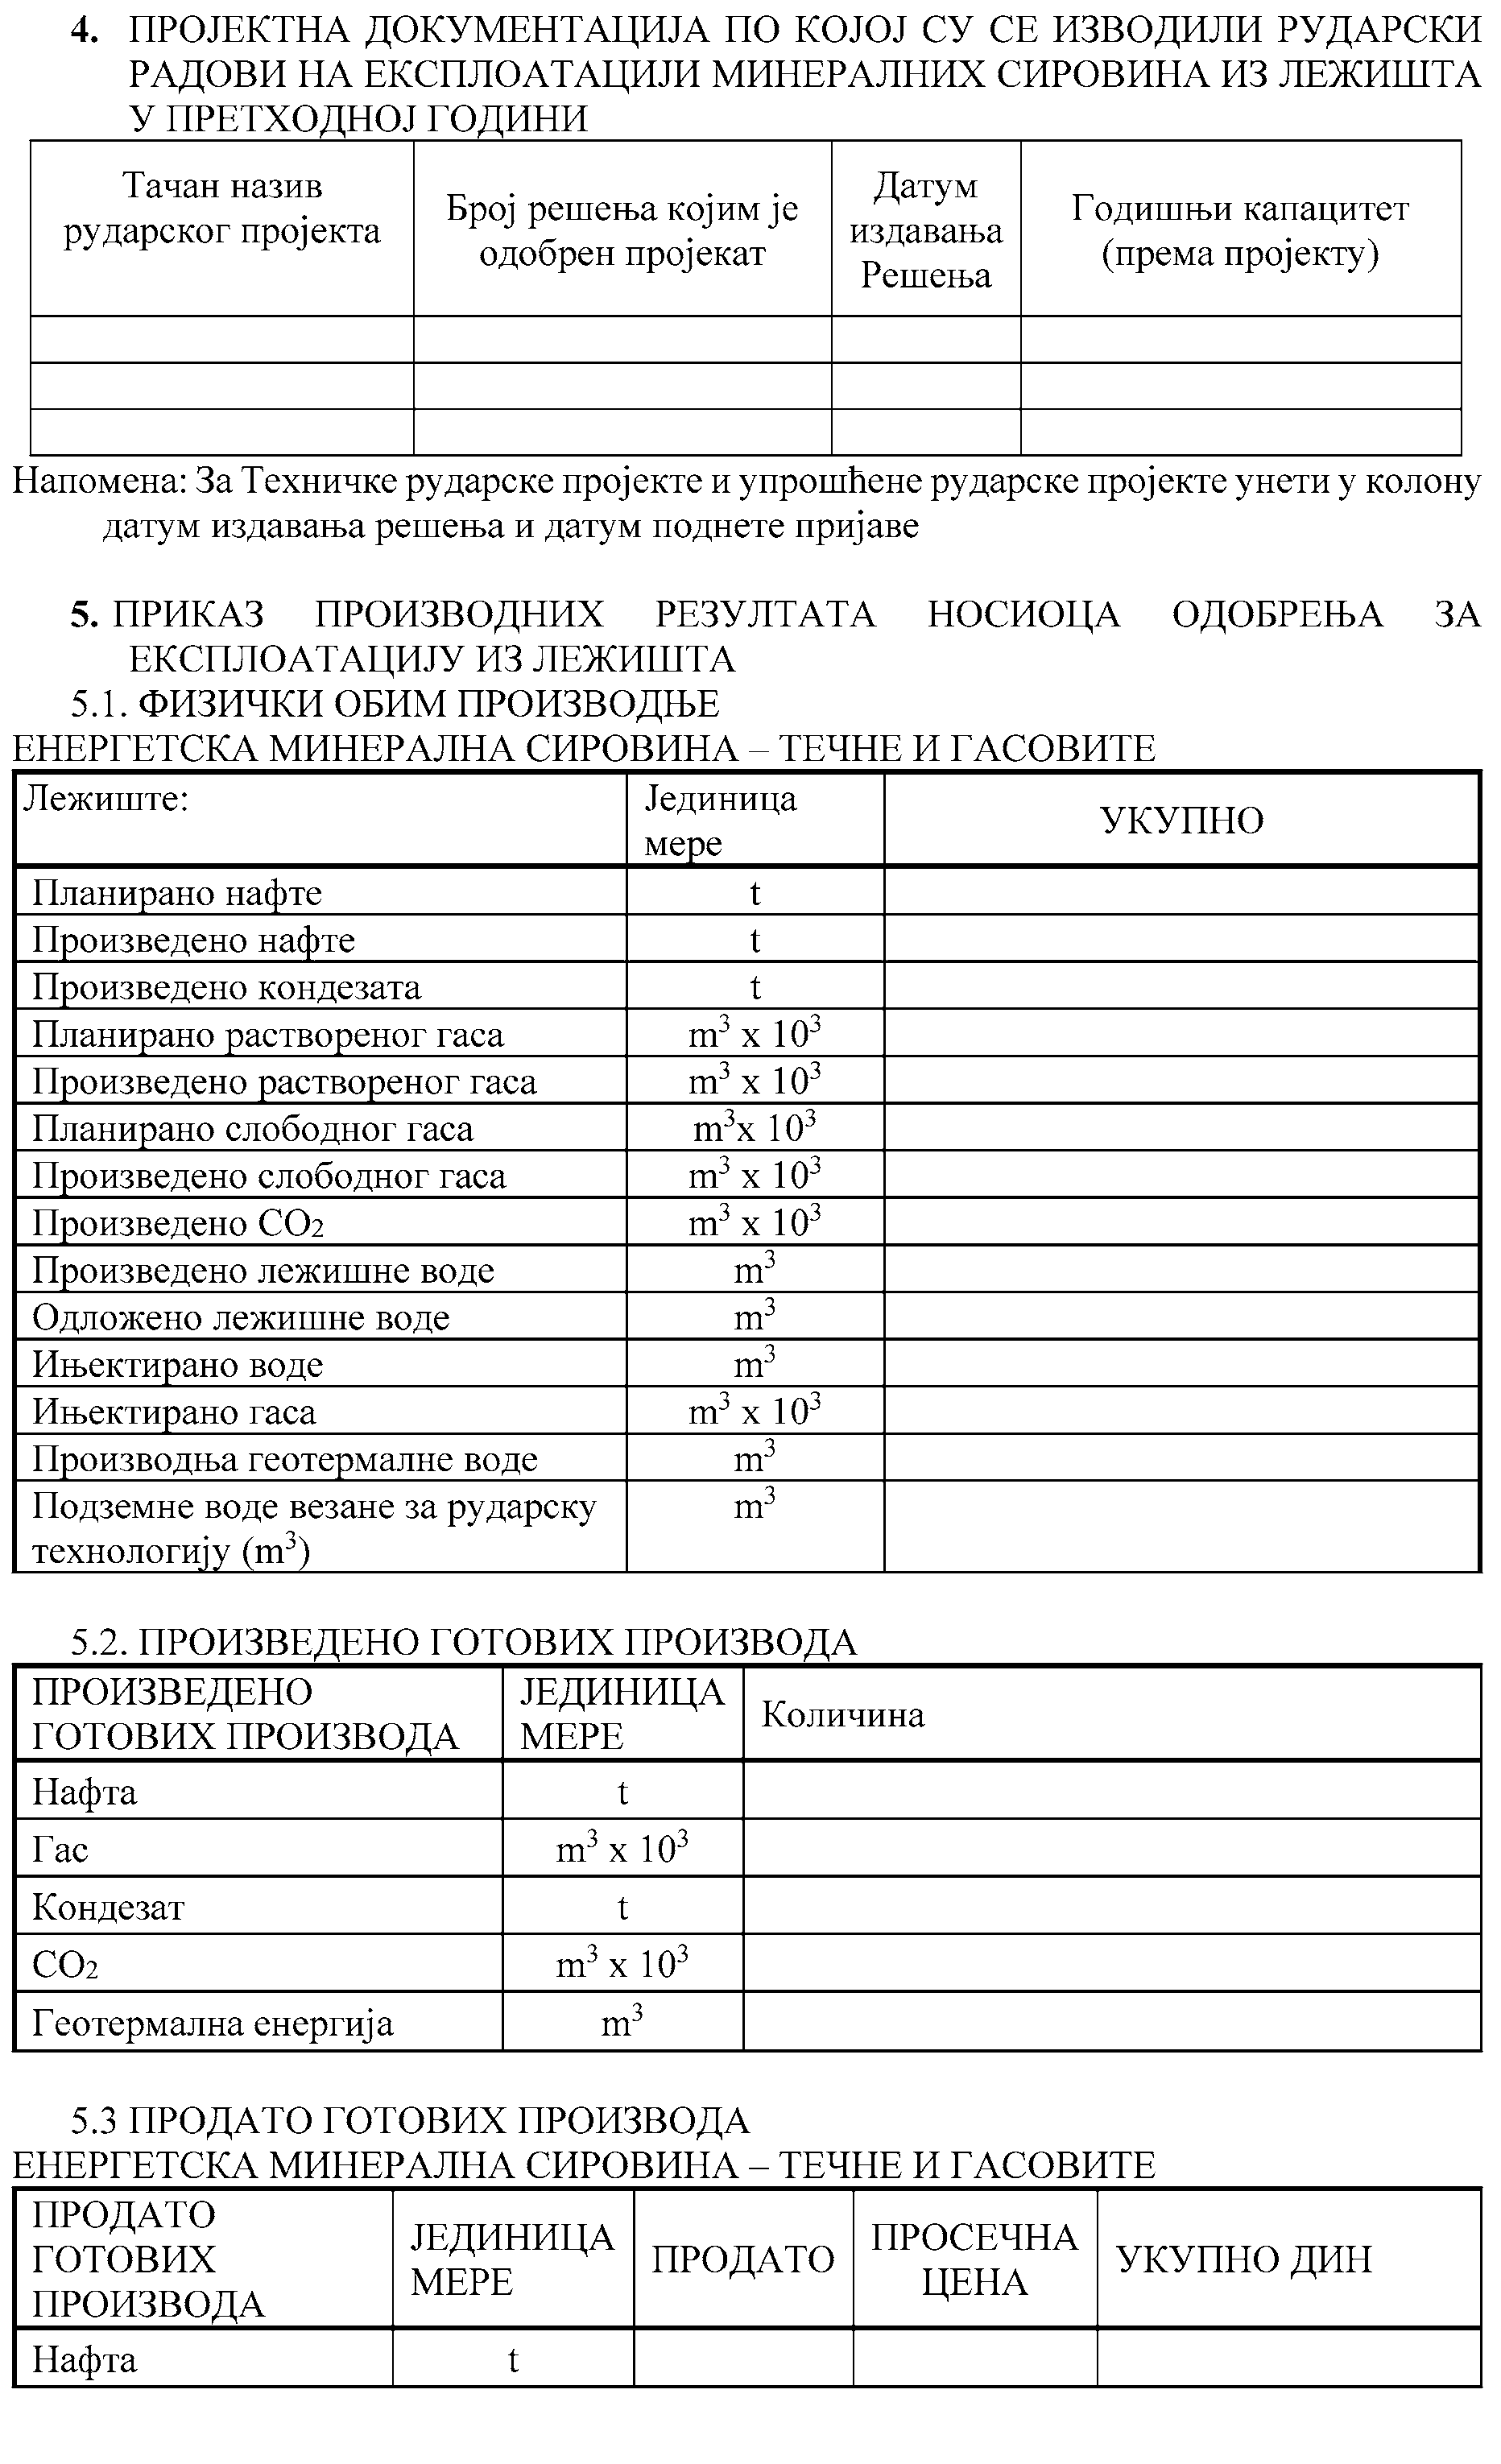 4. ПРОЈЕКТНА ДОКУМЕНТАЦИЈА ПО КОЈОЈ СУ СЕ ИЗВОДИЛИ РУДАРСКИ
РАДОВИ НА ЕКСПЛОАТАЦИЈИ МИНЕРАЛНИХ СИРОВИНА ИЗ ЛЕЖИШТА
У ПРЕТХОДНОЈ ГОДИНИ
Тачан назив
рударског пројекта
Број решења којим је
одобрен пројекат
Датум
издавања
Решења
Годишњи капацитет
(према пројекту)
Напомена: За Техничке рударске пројекте и упрошћене рударске пројекте унети у колону
датум издавања решења и датум поднете пријаве
5. ПРИКАЗ ПРОИЗВОДНИХ РЕЗУЛТАТА НОСИОЦА ОДОБРЕЊА ЗА
ЕКСПЛОАТАЦИЈУ ИЗ ЛЕЖИШТА
5.1. ФИЗИЧКИ ОБИМ ПРОИЗВОДЊЕ
ЕНЕРГЕТСКА МИНЕРАЛНА СИРОВИНА – ТЕЧНЕ И ГАСОВИТЕ
Лежиште:
Јединица
мере
УКУПНО
Планирано нафте t
Произведено нафте t
Произведено кондезата t
Планирано раствореног гаса m³ x 10³
Произведено раствореног гаса m³ x 10³
Планирано слободног гаса m³x 10³
Произведено слободног гаса m³ x 10³
Произведено CO₂ m³ x 10³
Произведено лежишне воде m³
Одложено лежишне воде m³
Ињектирано воде m³
Ињектирано гаса m³ x 10³
Производња геотермалне воде m³
Подземне воде везане за рударску m³
технологију (m³)
5.2. ПРОИЗВЕДЕНО ГОТОВИХ ПРОИЗВОДА
ПРОИЗВЕДЕНО
ГОТОВИХ ПРОИЗВОДА
ЈЕДИНИЦА
МЕРЕ
Количина
Нафта t
Гас m³ x 10³
Кондезат t
CO₂ m³ x 10³
Геотермална енергија m³
5.3 ПРОДАТО ГОТОВИХ ПРОИЗВОДА
ЕНЕРГЕТСКА МИНЕРАЛНА СИРОВИНА – ТЕЧНЕ И ГАСОВИТЕ
ПРОДАТО
ГОТОВИХ
ПРОИЗВОДА
ЈЕДИНИЦА
МЕРЕ
ПРОДАТО
ПРОСЕЧНА
ЦЕНА
УКУПНО ДИН
Нафта t